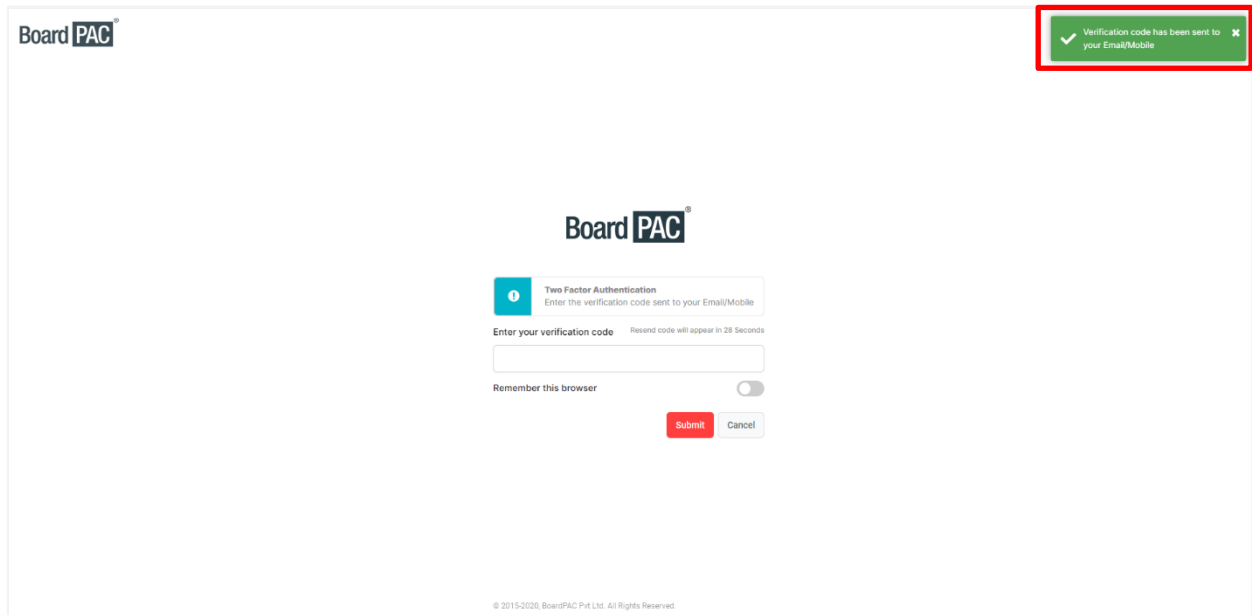 Board PAC®
Verification code has been sent to
your Email/Mobile
Board PAC®
Two Factor Authentication
Enter the verification code sent to your Email/Mobile
Enter your verification code Resend code will appear in 28 Seconds
Remember this browser
Submit Cancel
© 2015-2020, BoardPAC Pvt Ltd. All Rights Reserved.